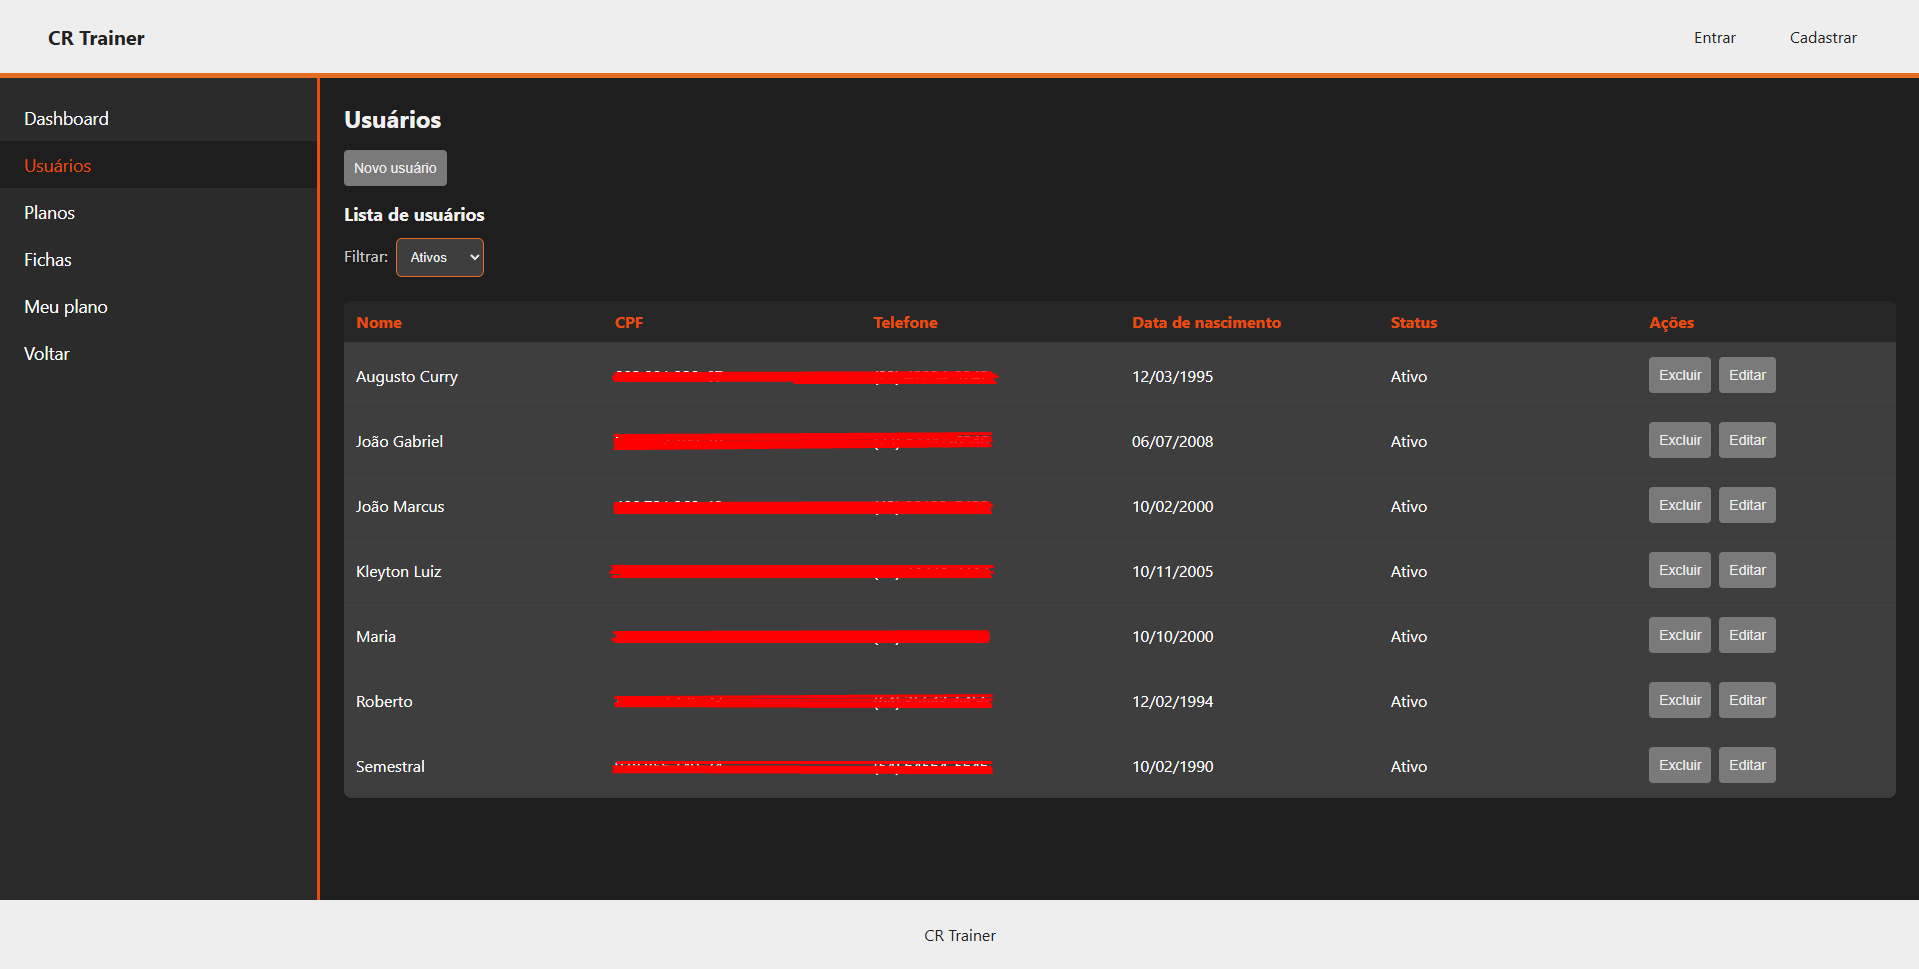 CR Trainer
Entrar Cadastrar
Dashboard
Usuários
Planos
Fichas
Meu plano
Voltar
Usuários
Novo usuário
Lista de usuários
Filtrar: Ativos
Nome CPF Telefone Data de nascimento Status Ações
Augusto Curry 12/03/1995 Ativo Excluir Editar
João Gabriel 06/07/2008 Ativo Excluir Editar
João Marcus 10/02/2000 Ativo Excluir Editar
Kleyton Luiz 10/11/2005 Ativo Excluir Editar
Maria 10/10/2000 Ativo Excluir Editar
Roberto 12/02/1994 Ativo Excluir Editar
Semestral 10/02/1990 Ativo Excluir Editar
CR Trainer